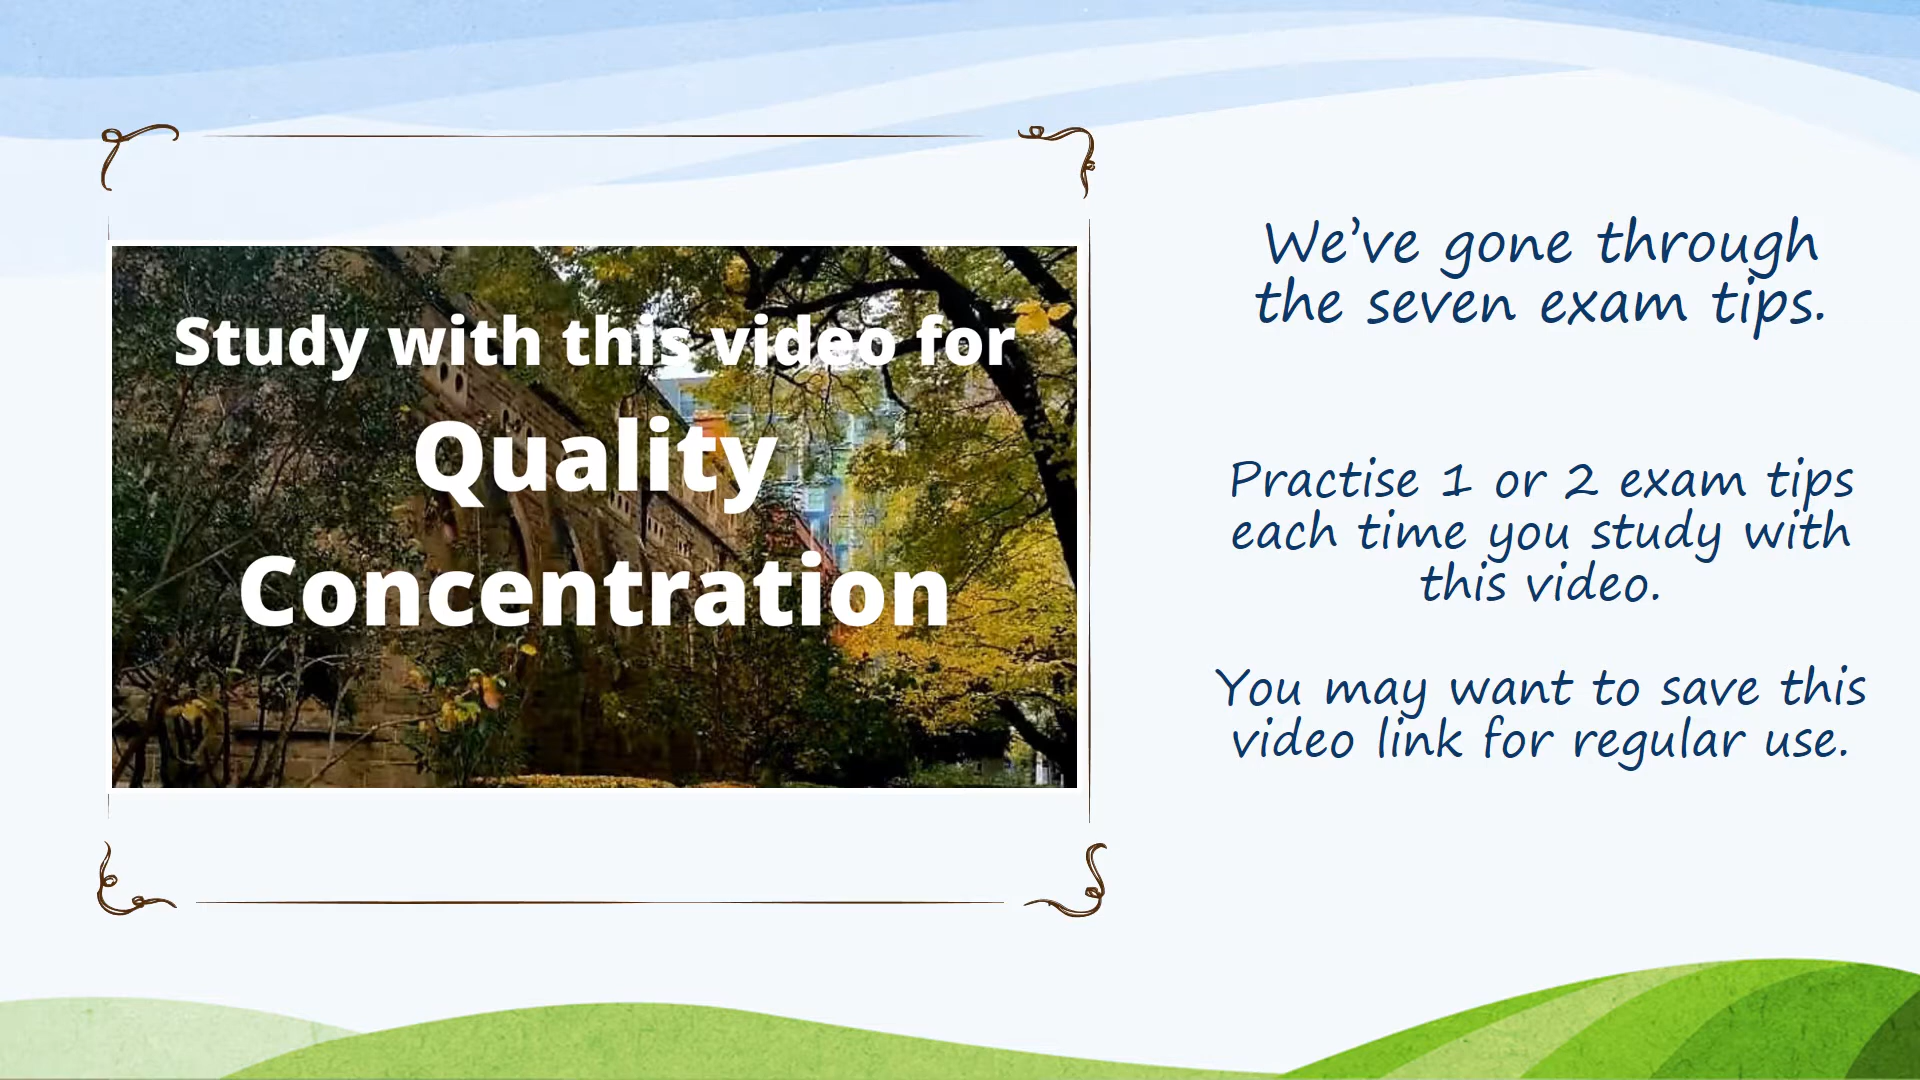 Study with this video for
Quality
Concentration
We've gone through
the seven exam tips.
Practise 1 or 2 exam tips
each time you study with
this video.
You may want to save this
video link for regular use.